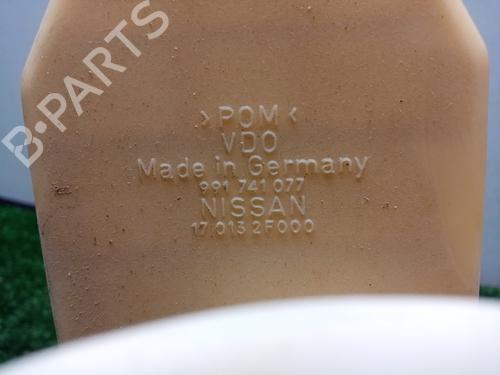 B-PARTS
>POM<
VDO
Made in Germany
991 741 077
NISSAN
17 013 2F000